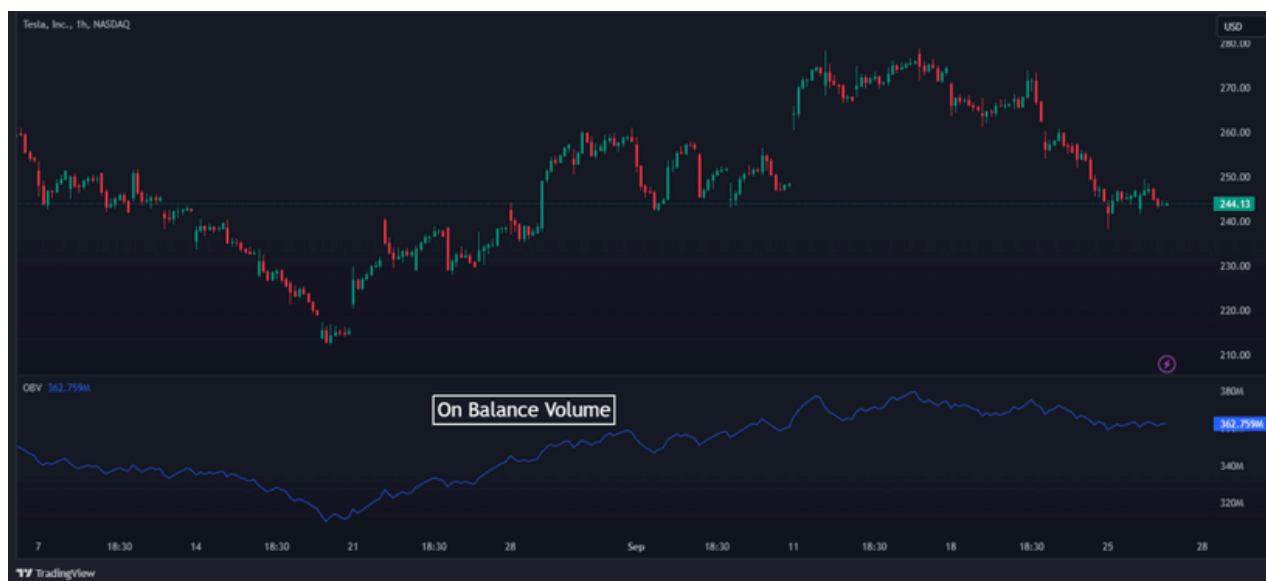 Tesla, Inc., 1h, NASDAQ
USD
280.00
270.00
260.00
250.00
244.13
240.00
230.00
220.00
210.00
OBV 362.759M
On Balance Volume
380M
362.759M
340M
320M
7 18:30 14 18:30 21 18:30 28 Sep 18:30 11 18:30 18 18:30 25 28
TradingView